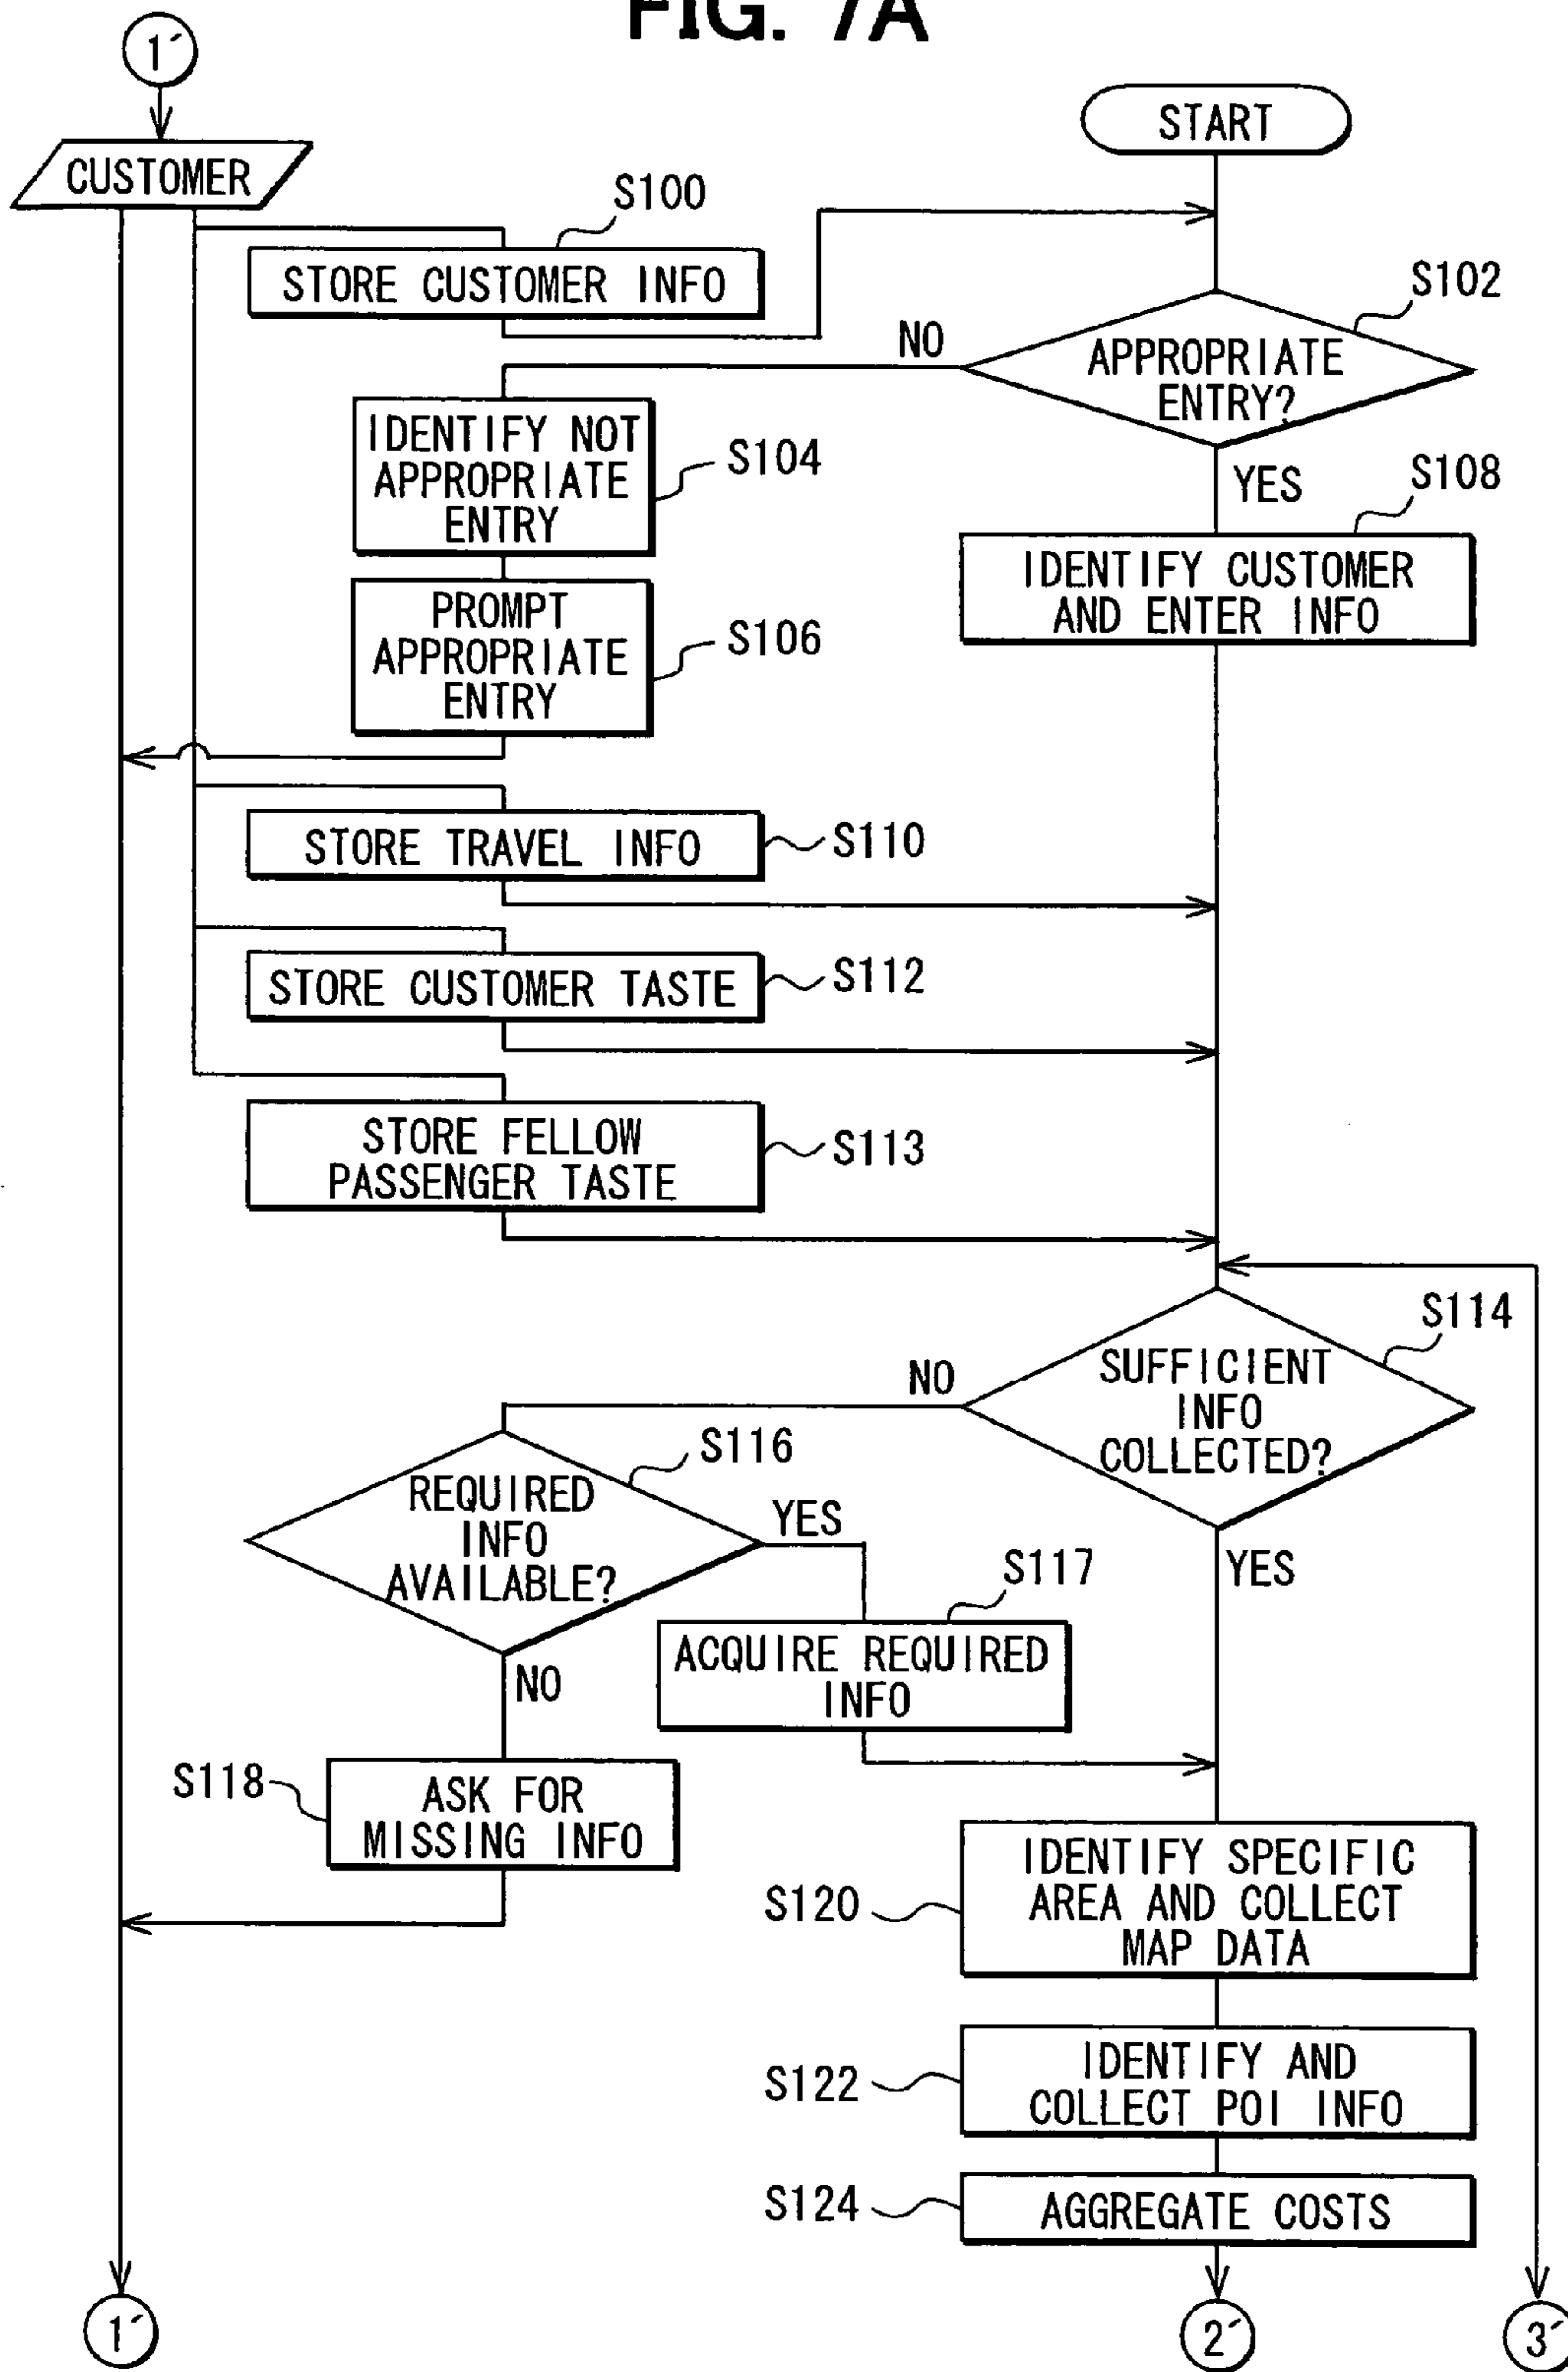 FIG. 7A
1´
START
CUSTOMER
S100
STORE CUSTOMER INFO
S102
NO
APPROPRIATE
ENTRY?
IDENTIFY NOT
APPROPRIATE
ENTRY
S104
YES
S108
IDENTIFY CUSTOMER
AND ENTER INFO
PROMPT
APPROPRIATE
ENTRY
S106
STORE TRAVEL INFO
S110
STORE CUSTOMER TASTE
S112
STORE FELLOW
PASSENGER TASTE
S113
S114
NO
SUFFICIENT
INFO
COLLECTED?
S116
REQUIRED
INFO
AVAILABLE?
YES
YES
S117
ACQUIRE REQUIRED
INFO
NO
S118
ASK FOR
MISSING INFO
S120
IDENTIFY SPECIFIC
AREA AND COLLECT
MAP DATA
S122
IDENTIFY AND
COLLECT POI INFO
S124
AGGREGATE COSTS
1´
2´
3´